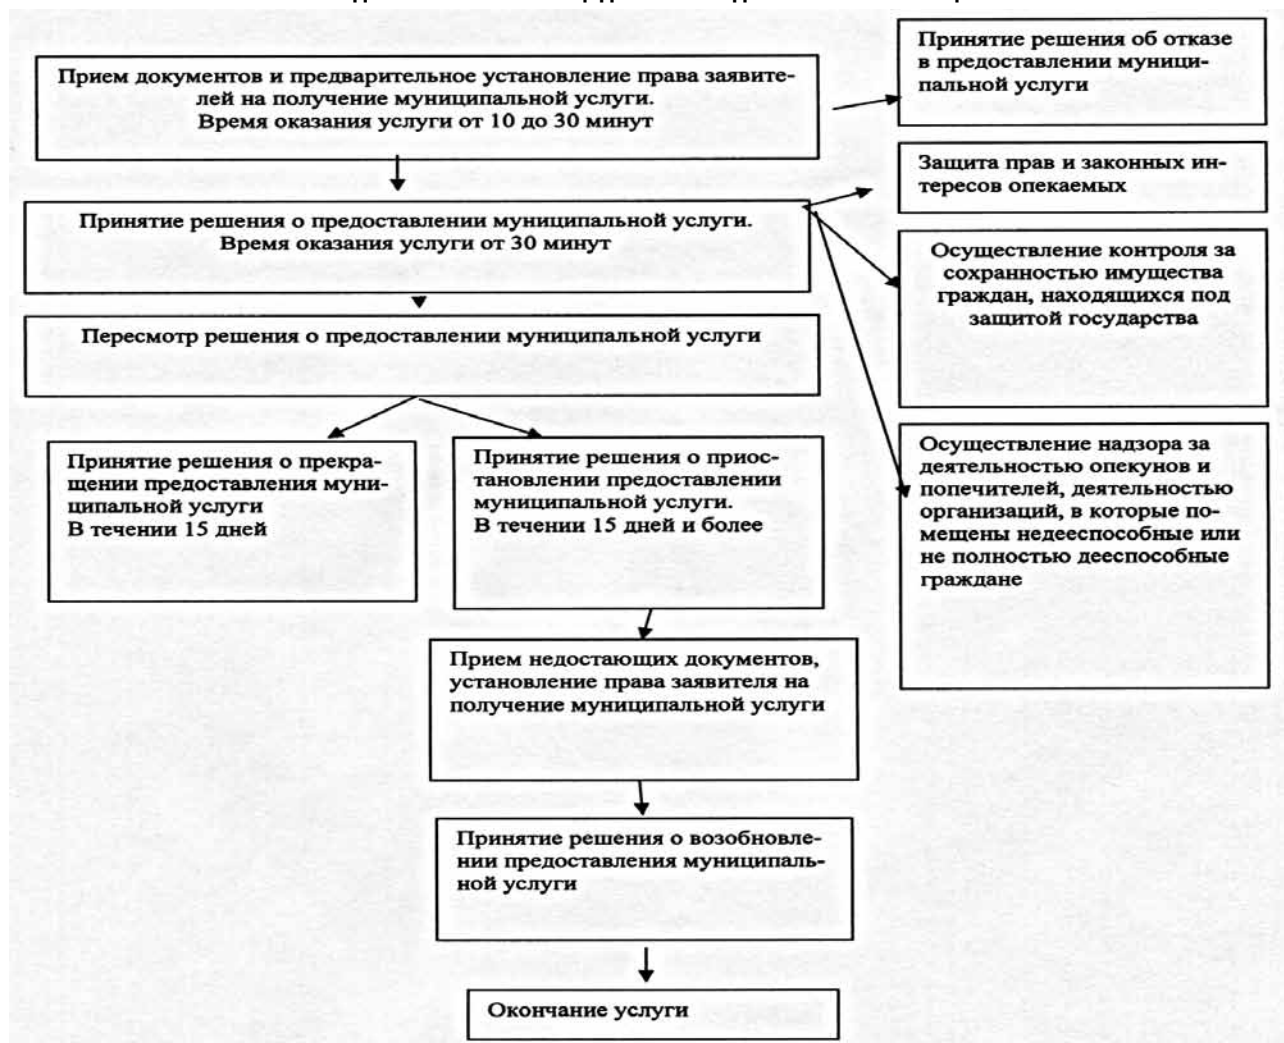 Прием документов и предварительное установление права заявите-
лей на получение муниципальной услуги.
Время оказания услуги от 10 до 30 минут
Принятие решения об отказе
в предоставлении муници-
пальной услуги
Защита прав и законных ин-
тересов опекаемых
Принятие решения о предоставлении муниципальной услуги.
Время оказания услуги от 30 минут
Осуществление контроля за
сохранностью имущества
граждан, находящихся под
защитой государства
Пересмотр решения о предоставлении муниципальной услуги
Осуществление надзора за
деятельностью опекунов и
попечителей, деятельностью
организаций, в которые по-
мещены недееспособные или
не полностью дееспособные
граждане
Принятие решения о прекра-
щении предоставления муни-
ципальной услуги
В течении 15 дней
Принятие решения о приос-
тановлении предоставлении
муниципальной услуги.
В течении 15 дней и более
Прием недостающих документов,
установление права заявителя на
получение муниципальной услуги
Принятие решения о возобновле-
нии предоставления муниципаль-
ной услуги
Окончание услуги